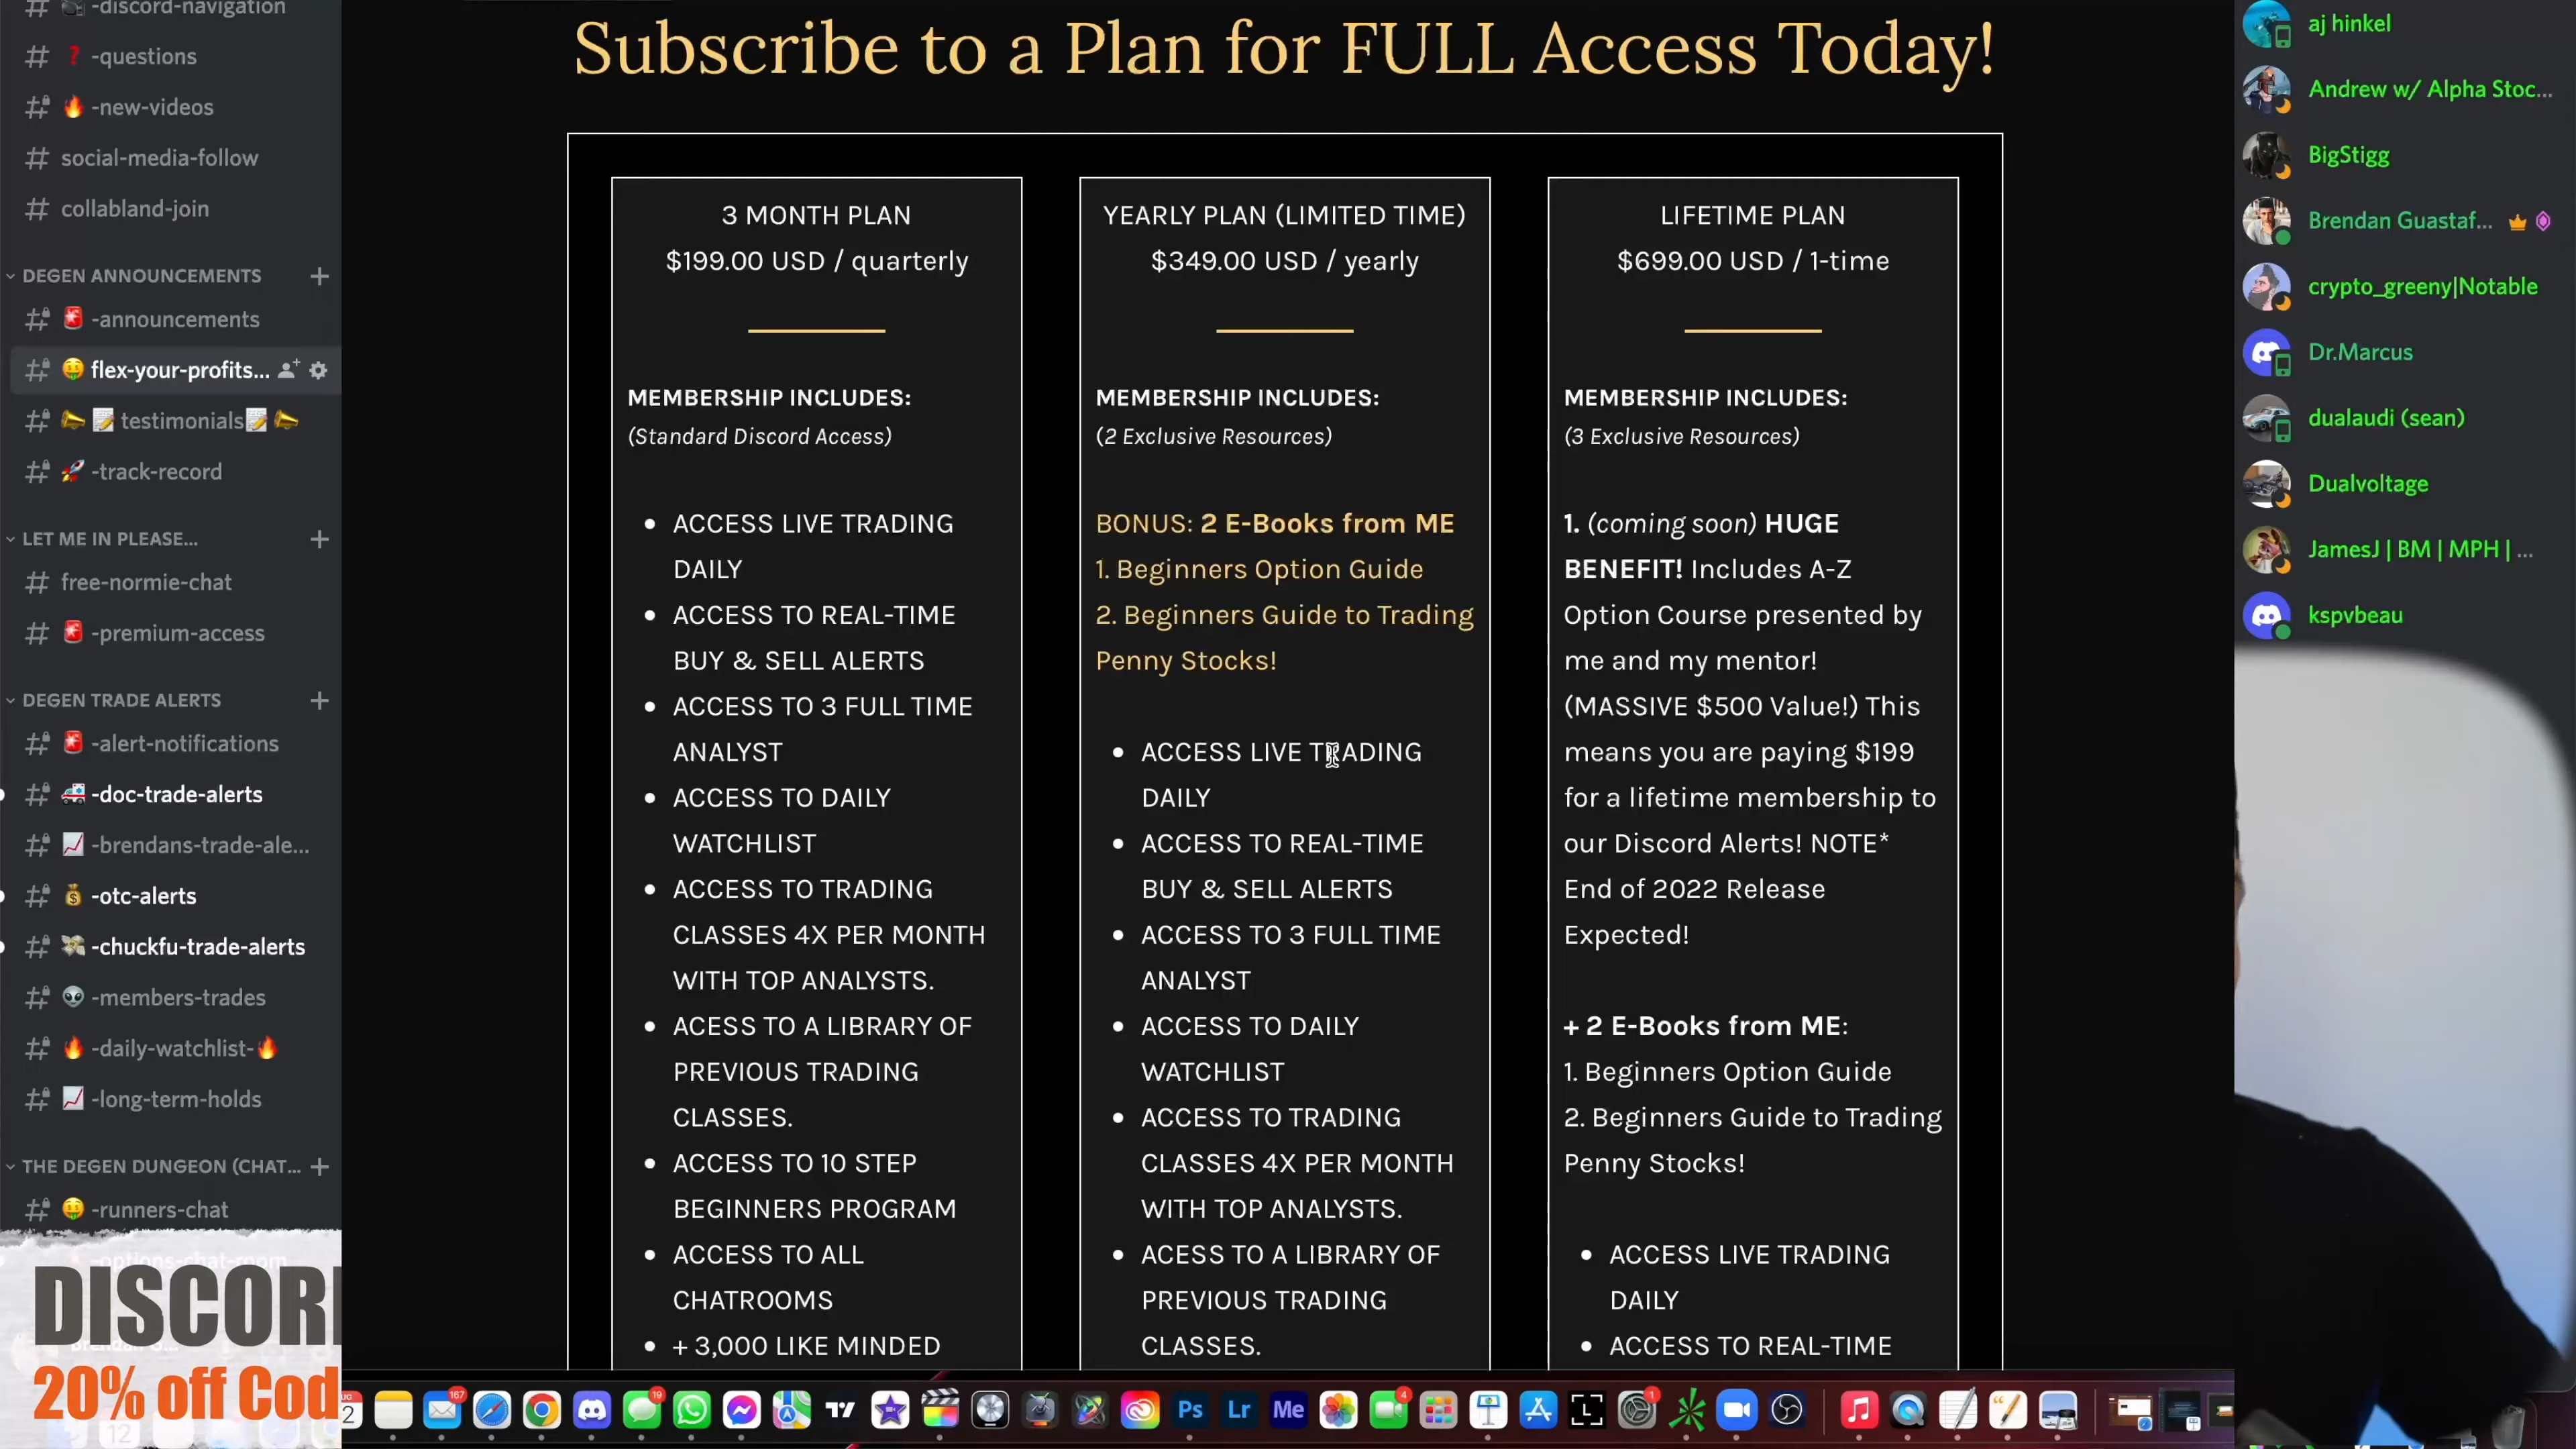 -discord-navigation
-questions
-new-videos
social-media-follow
collabland-join
DEGEN ANNOUNCEMENTS
-announcements
flex-your-profits...
testimonials
-track-record
LET ME IN PLEASE...
free-normie-chat
-premium-access
DEGEN TRADE ALERTS
-alert-notifications
-doc-trade-alerts
-brendans-trade-ale...
-otc-alerts
-chuckfu-trade-alerts
-members-trades
-daily-watchlist-
-long-term-holds
THE DEGEN DUNGEON (CHAT...
-runners-chat
-options-chat-room
DISCOR
20% off Cod
Subscribe to a Plan for FULL Access Today!
3 MONTH PLAN
$199.00 USD / quarterly
MEMBERSHIP INCLUDES:
(Standard Discord Access)
• ACCESS LIVE TRADING
DAILY
• ACCESS TO REAL-TIME
BUY & SELL ALERTS
• ACCESS TO 3 FULL TIME
ANALYST
• ACCESS TO DAILY
WATCHLIST
• ACCESS TO TRADING
CLASSES 4X PER MONTH
WITH TOP ANALYSTS.
• ACESS TO A LIBRARY OF
PREVIOUS TRADING
CLASSES.
• ACCESS TO 10 STEP
BEGINNERS PROGRAM
• ACCESS TO ALL
CHATROOMS
• + 3,000 LIKE MINDED
YEARLY PLAN (LIMITED TIME)
$349.00 USD / yearly
MEMBERSHIP INCLUDES:
(2 Exclusive Resources)
BONUS: 2 E-Books from ME
1. Beginners Option Guide
2. Beginners Guide to Trading
Penny Stocks!
• ACCESS LIVE TRADING
DAILY
• ACCESS TO REAL-TIME
BUY & SELL ALERTS
• ACCESS TO 3 FULL TIME
ANALYST
• ACCESS TO DAILY
WATCHLIST
• ACCESS TO TRADING
CLASSES 4X PER MONTH
WITH TOP ANALYSTS.
• ACESS TO A LIBRARY OF
PREVIOUS TRADING
CLASSES.
LIFETIME PLAN
$699.00 USD / 1-time
MEMBERSHIP INCLUDES:
(3 Exclusive Resources)
1. (coming soon) HUGE
BENEFIT! Includes A-Z
Option Course presented by
me and my mentor!
(MASSIVE $500 Value!) This
means you are paying $199
for a lifetime membership to
our Discord Alerts! NOTE*
End of 2022 Release
Expected!
+ 2 E-Books from ME:
1. Beginners Option Guide
2. Beginners Guide to Trading
Penny Stocks!
• ACCESS LIVE TRADING
DAILY
• ACCESS TO REAL-TIME
aj hinkel
Andrew w/ Alpha Stoc...
BigStigg
Brendan Guastaf...
crypto_greeny|Notable
Dr.Marcus
dualaudi (sean)
Dualvoltage
JamesJ | BM | MPH | ...
kspvbeau
2
167
19
Ps
Lr
Me
4
L
1
12